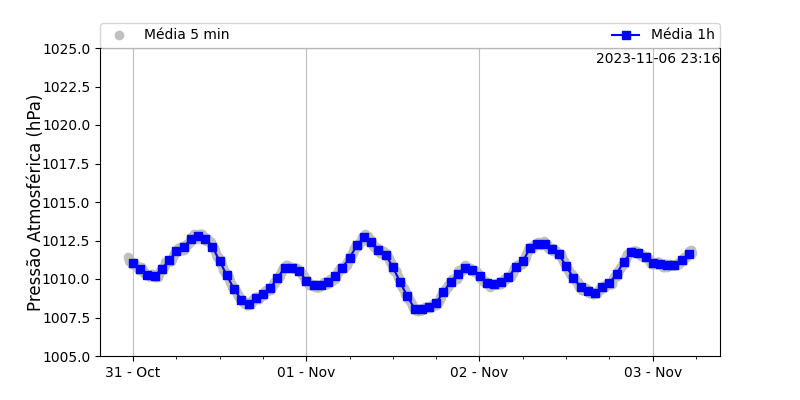 Média 5 min
Média 1h
2023-11-06 23:16
Pressão Atmosférica (hPa)
1025.0
1022.5
1020.0
1017.5
1015.0
1012.5
1010.0
1007.5
1005.0
31 - Oct
01 - Nov
02 - Nov
03 - Nov